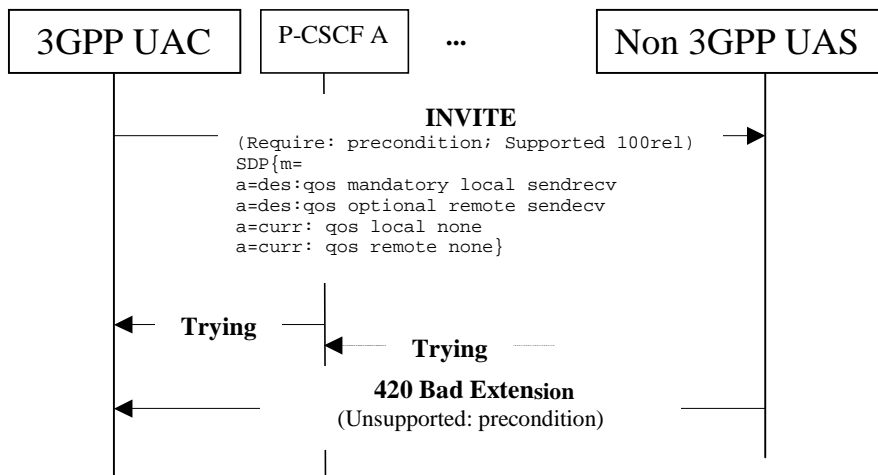 3GPP UAC
P-CSCF A
...
Non 3GPP UAS
INVITE
(Require: precondition; Supported 100rel)
SDP{m=
a=des:qos mandatory local sendrecv
a=des:qos optional remote sendecv
a=curr: qos local none
a=curr: qos remote none}
Trying
Trying
420 Bad Extension
(Unsupported: precondition)